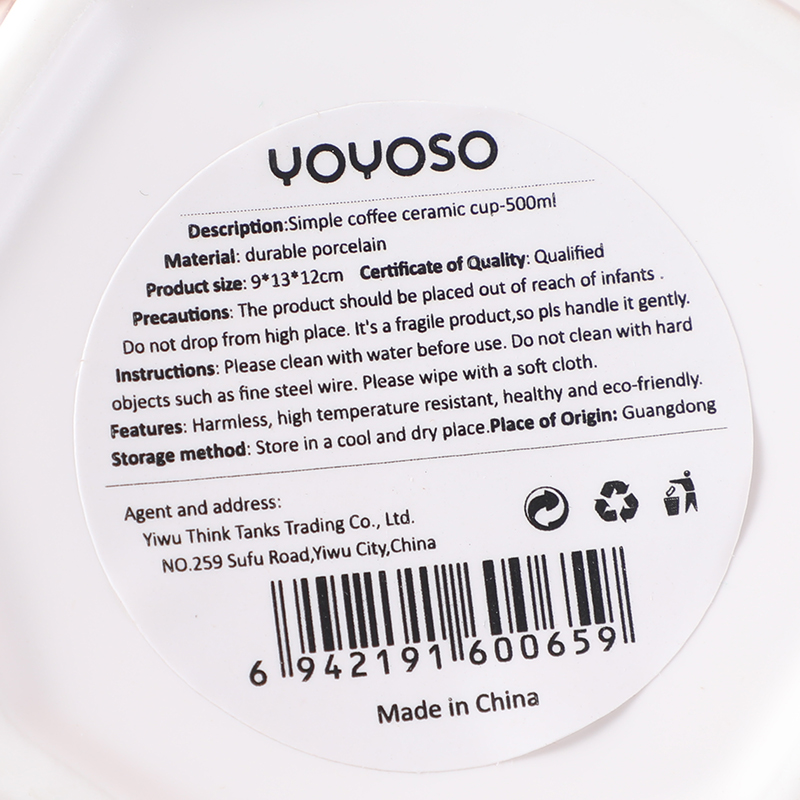 YOYOSO
Description:Simple coffee ceramic cup-500ml
Material: durable porcelain
Product size: 9*13*12cm Certificate of Quality: Qualified
Precautions: The product should be placed out of reach of infants .
Do not drop from high place. It's a fragile product,so pls handle it gently.
Instructions: Please clean with water before use. Do not clean with hard
objects such as fine steel wire. Please wipe with a soft cloth.
Features: Harmless, high temperature resistant, healthy and eco-friendly.
Storage method: Store in a cool and dry place.Place of Origin: Guangdong
Agent and address:
Yiwu Think Tanks Trading Co., Ltd.
NO.259 Sufu Road,Yiwu City,China
6 942191 600659
Made in China